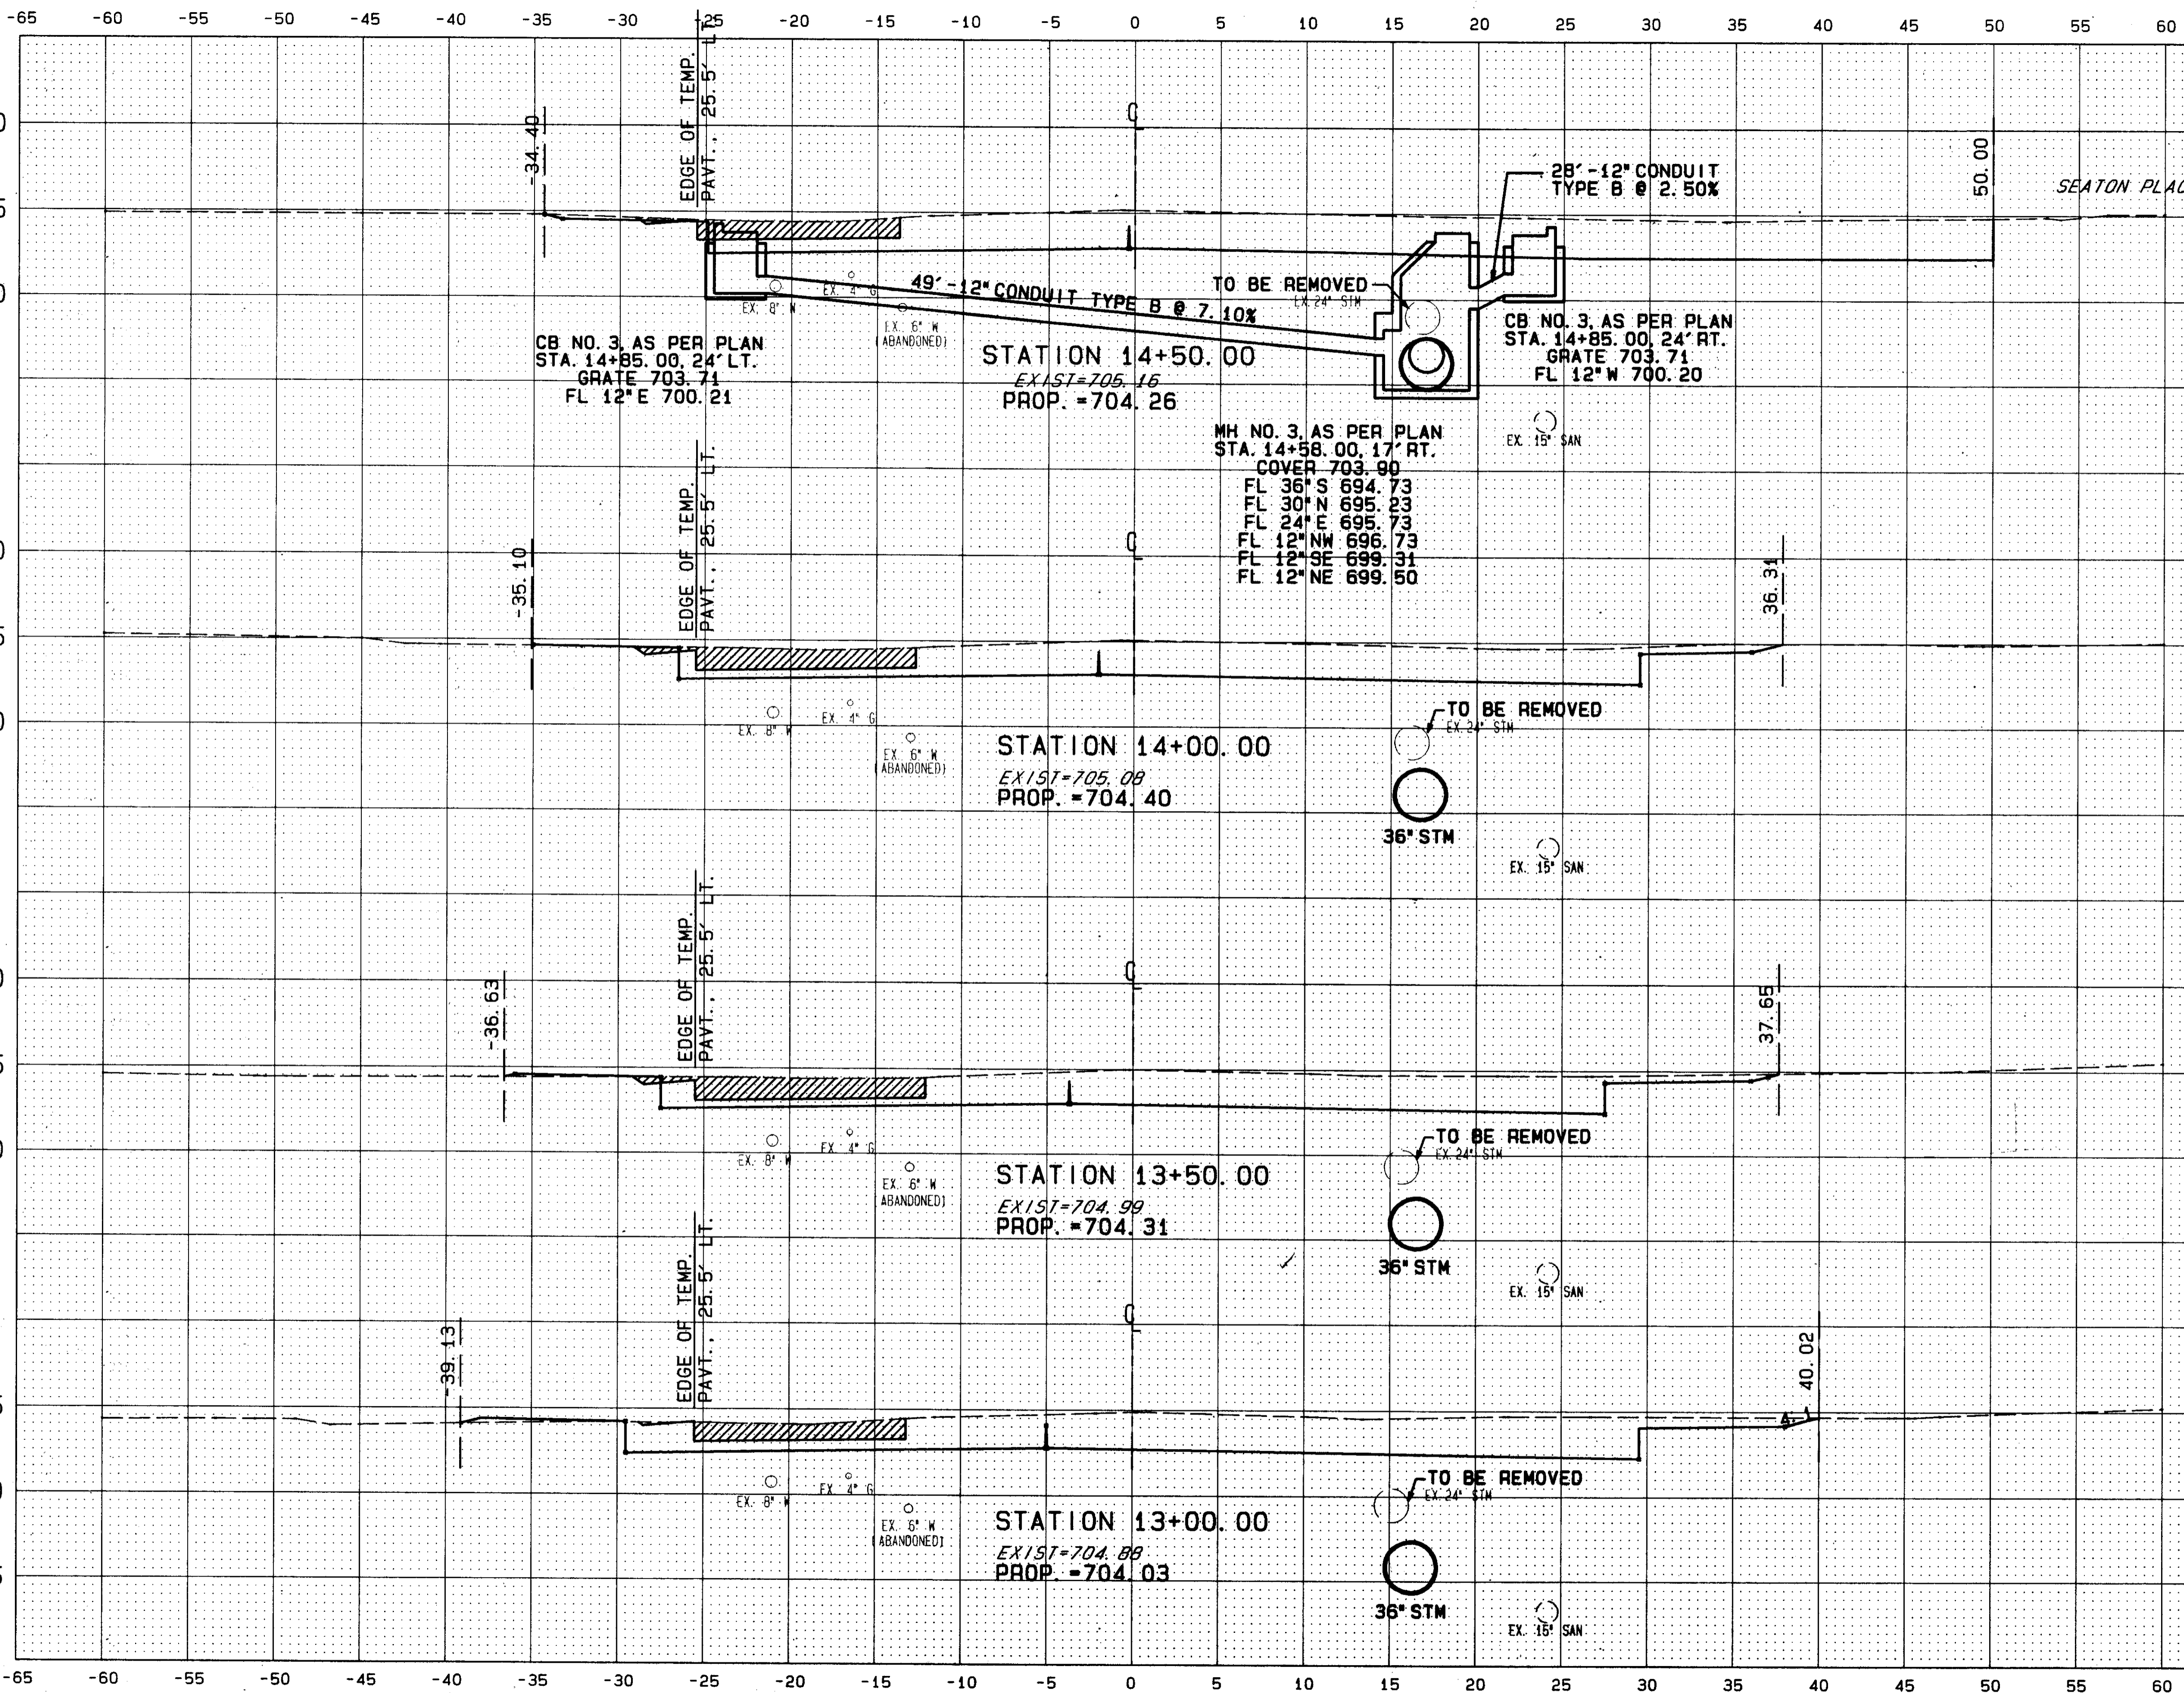 -65 -60 -55 -50 -45 -40 -35 -30 -25 -20 -15 -10 -5 0 5 10 15 20 25 30 35 40 45 50 55 60
EDGE OF TEMP.
PAVT., 25.5' LT.
-34.40
50.00
28'-12" CONDUIT
TYPE B @ 2.50%
49'-12" CONDUIT TYPE B @ 7.10%
TO BE REMOVED
EX. 24" STM
EX. 8" W
EX. 4" G
EX. 6" W
(ABANDONED)
CB NO. 3, AS PER PLAN
STA. 14+85.00, 24' LT.
GRATE 703.71
FL 12" E 700.21
STATION 14+50.00
EXIST=705.16
PROP. =704.26
CB NO. 3, AS PER PLAN
STA. 14+85.00, 24' RT.
GRATE 703.71
FL 12" W 700.20
EX. 15" SAN
MH NO. 3, AS PER PLAN
STA. 14+58.00, 17' RT.
COVER 703.90
FL 36" S 694.73
FL 30" N 695.23
FL 24" E 695.73
FL 12" NW 696.73
FL 12" SE 699.31
FL 12" NE 699.50
-35.10
EDGE OF TEMP.
PAVT., 25.5' LT.
36.31
EX. 8" W
EX. 4" G
EX. 6" W
(ABANDONED)
STATION 14+00.00
EXIST=705.08
PROP. =704.40
TO BE REMOVED
EX. 24" STM
36" STM
EX. 15" SAN
-36.63
EDGE OF TEMP.
PAVT., 25.5' LT.
37.65
EX. 8" W
EX. 4" G
EX. 6" W
ABANDONED)
STATION 13+50.00
EXIST=704.99
PROP. =704.31
TO BE REMOVED
EX. 24" STM
36" STM
EX. 15" SAN
-39.13
EDGE OF TEMP.
PAVT., 25.5' LT.
40.02
EX. 8" W
EX. 4" G
EX. 6" W
(ABANDONED)
STATION 13+00.00
EXIST=704.88
PROP. =704.03
TO BE REMOVED
EX. 24" STM
36" STM
EX. 15" SAN
-65 -60 -55 -50 -45 -40 -35 -30 -25 -20 -15 -10 -5 0 5 10 15 20 25 30 35 40 45 50 55 60
SEATON